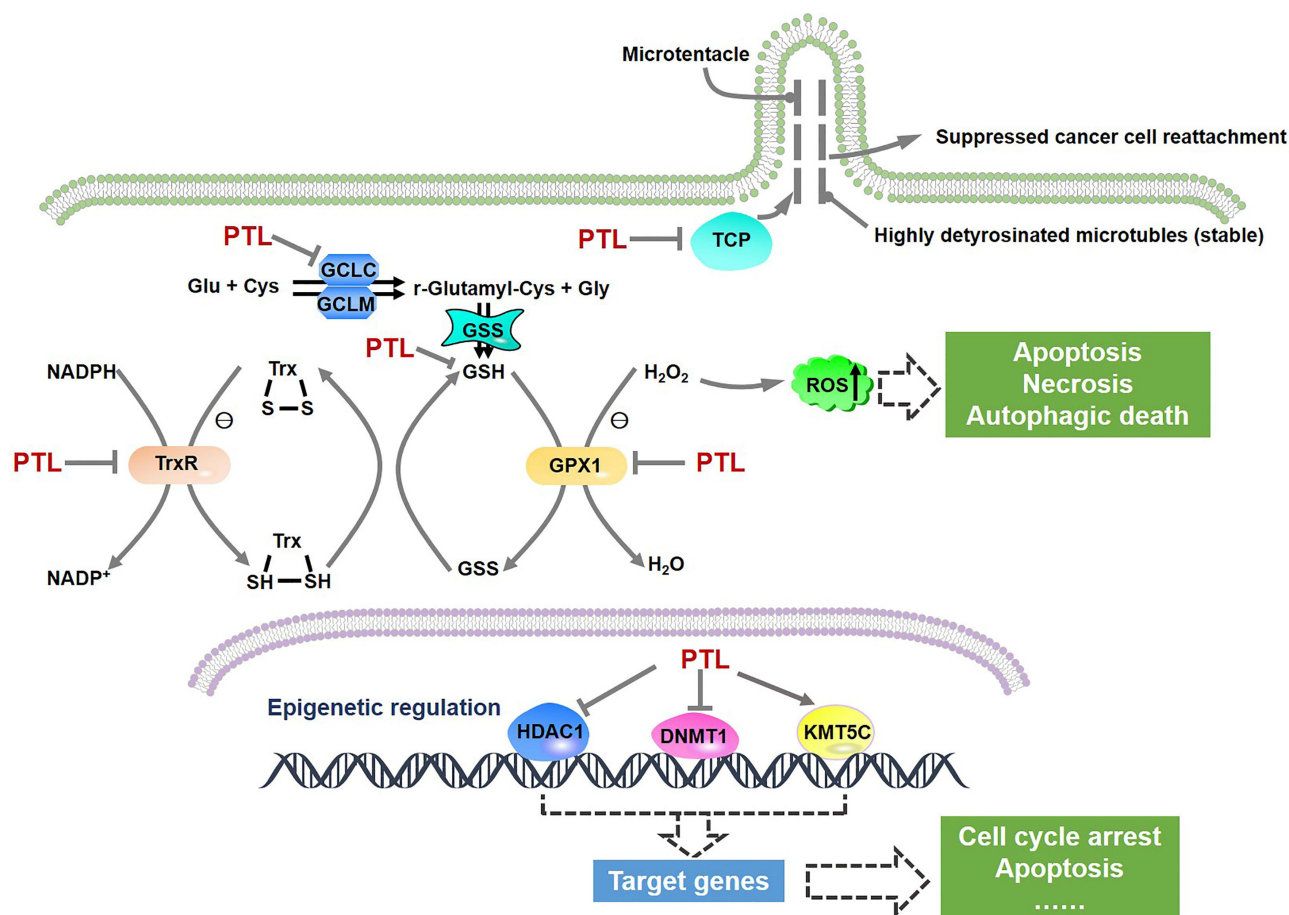 Microtentacle
Suppressed cancer cell reattachment
PTL
PTL
TCP
Highly detyrosinated microtubles (stable)
GCLC
Glu + Cys
r-Glutamyl-Cys + Gly
GCLM
GSS
PTL
NADPH
Trx
S S
GSH
H₂O₂
ROS
Apoptosis
Necrosis
Autophagic death
⊖
⊖
PTL
TrxR
GPX1
PTL
Trx
SH SH
NADP⁺
GSS
H₂O
PTL
Epigenetic regulation
HDAC1
DNMT1
KMT5C
Target genes
Cell cycle arrest
Apoptosis
......